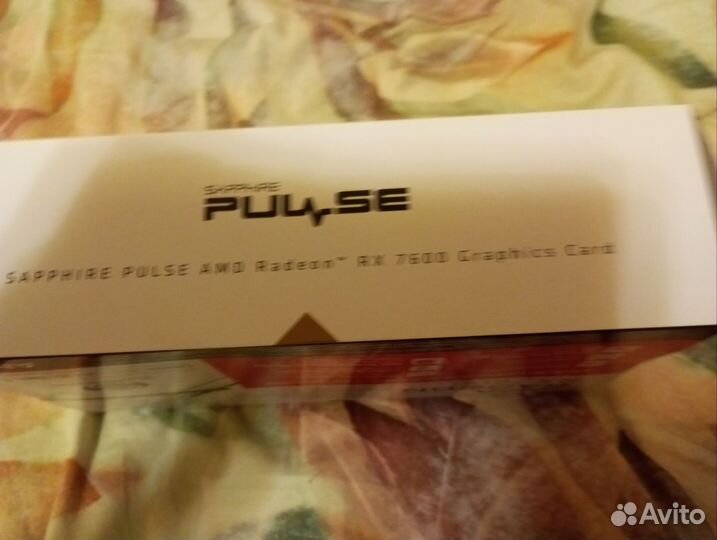 SAPPHIRE
PULSE
SAPPHIRE PULSE AMD Radeon™ RX 7600 Graphics Card
Avito